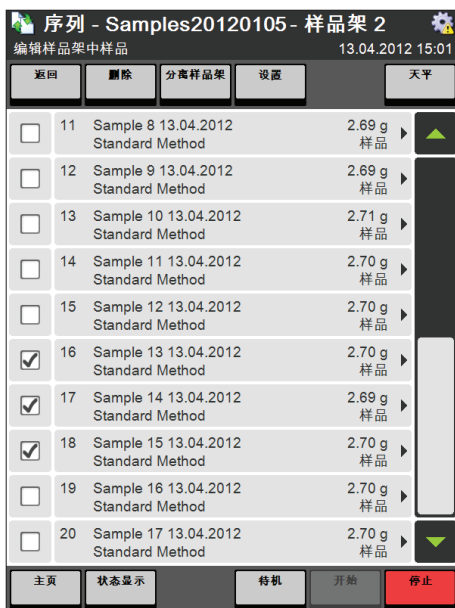 序列 - Samples20120105 - 样品架 2
编辑样品架中样品 13.04.2012 15:01
返回 删除 分离样品架 设置 天平
11 Sample 8 13.04.2012 2.69 g
Standard Method 样品
12 Sample 9 13.04.2012 2.69 g
Standard Method 样品
13 Sample 10 13.04.2012 2.71 g
Standard Method 样品
14 Sample 11 13.04.2012 2.70 g
Standard Method 样品
15 Sample 12 13.04.2012 2.70 g
Standard Method 样品
16 Sample 13 13.04.2012 2.70 g
Standard Method 样品
17 Sample 14 13.04.2012 2.69 g
Standard Method 样品
18 Sample 15 13.04.2012 2.70 g
Standard Method 样品
19 Sample 16 13.04.2012 2.70 g
Standard Method 样品
20 Sample 17 13.04.2012 2.70 g
Standard Method 样品
主页 状态显示 待机 开始 停止